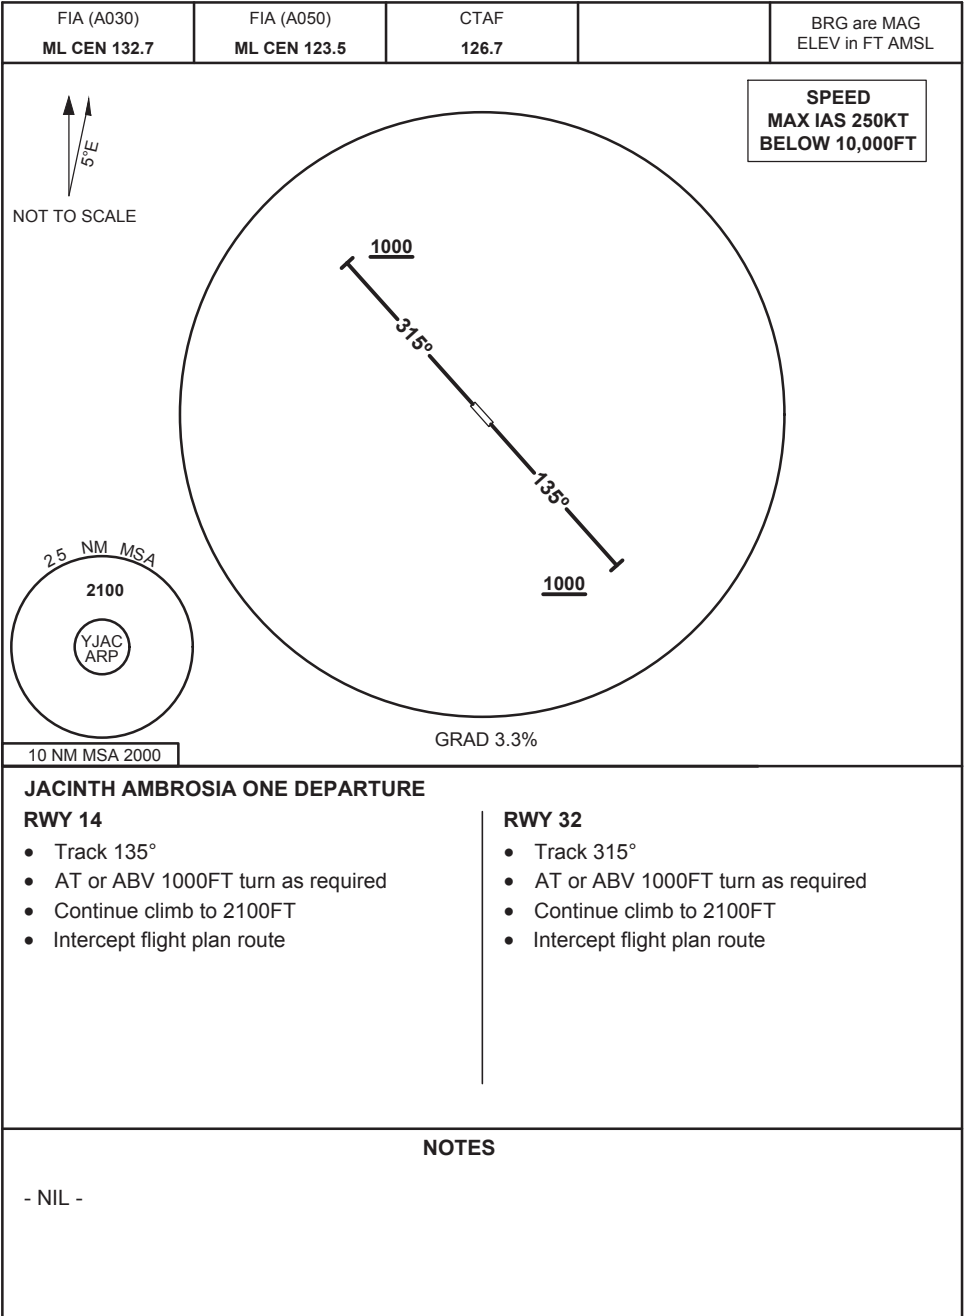 FIA (A030)
ML CEN 132.7
FIA (A050)
ML CEN 123.5
CTAF
126.7
BRG are MAG
ELEV in FT AMSL
SPEED
MAX IAS 250KT
BELOW 10,000FT
5°E
NOT TO SCALE
1000
315º
135º
1000
25 NM MSA
2100
YJAC
ARP
10 NM MSA 2000
GRAD 3.3%
JACINTH AMBROSIA ONE DEPARTURE
RWY 14
• Track 135°
• AT or ABV 1000FT turn as required
• Continue climb to 2100FT
• Intercept flight plan route
RWY 32
• Track 315°
• AT or ABV 1000FT turn as required
• Continue climb to 2100FT
• Intercept flight plan route
NOTES
- NIL -